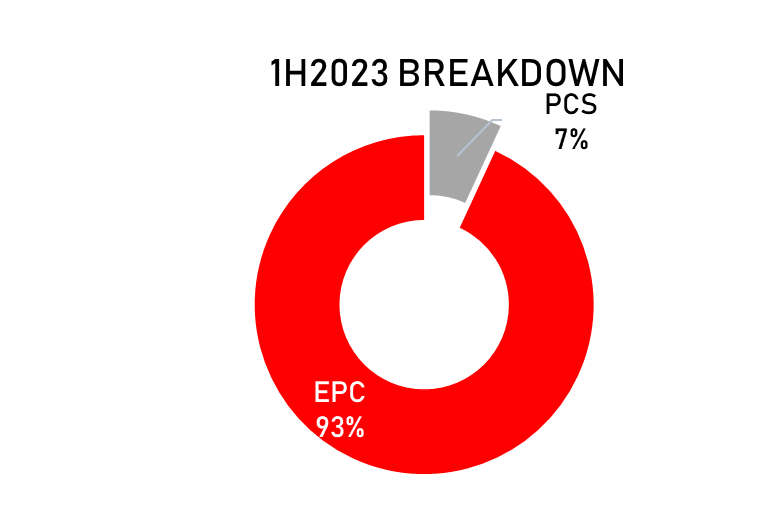 1H2023 BREAKDOWN
PCS
7%
EPC
93%